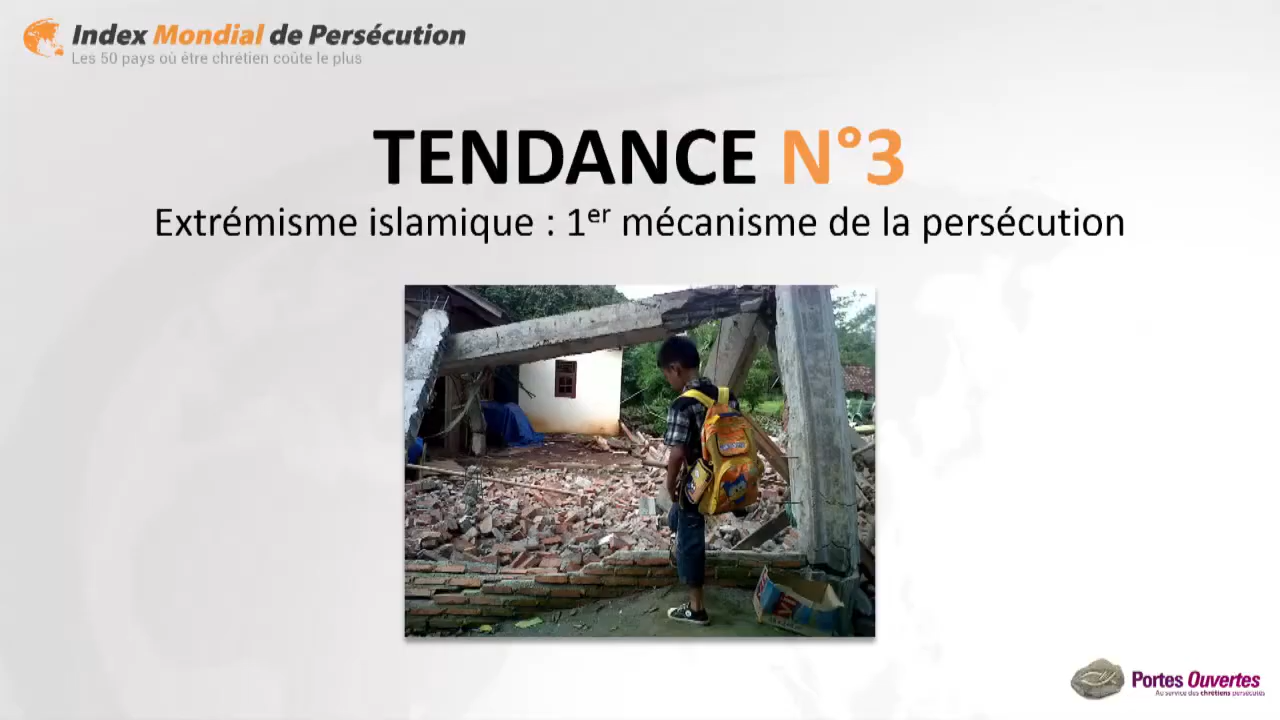 Index Mondial de Persécution
Les 50 pays où être chrétien coûte le plus
TENDANCE N°3
Extrémisme islamique : 1er mécanisme de la persécution
Portes Ouvertes
Au service des chrétiens persécutés